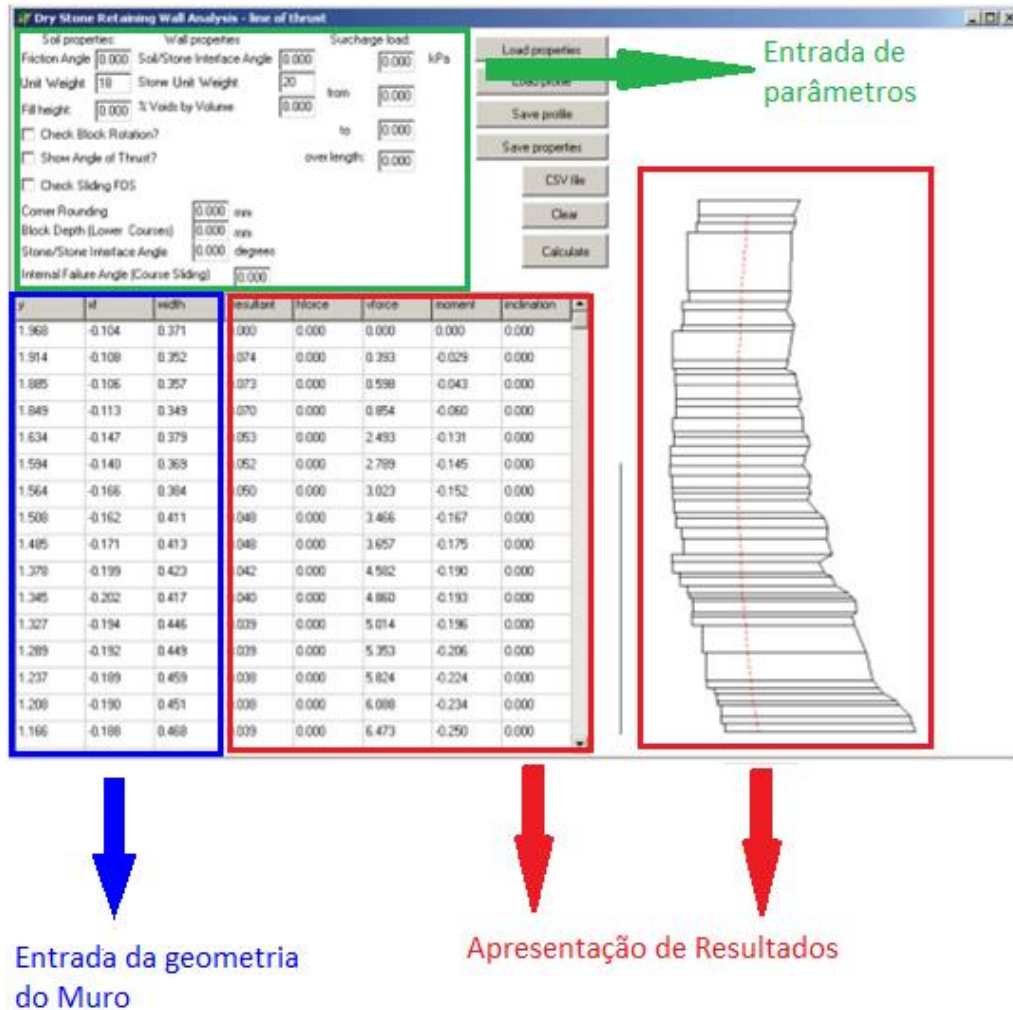 Dry Stone Retaining Wall Analysis - line of thrust
Soil properties: Wall properties: Surcharge load:
Friction Angle 0.000 Soil/Stone Interface Angle 0.000 0.000 kPa
Unit Weight 18 Stone Unit Weight 20 from 0.000
Fill height: 0.000 % Voids by Volume 0.000
Check Block Rotation? to 0.000
Show Angle of Thrust? over length: 0.000
Check Sliding FOS
Corner Rounding 0.000 mm
Block Depth (Lower Courses) 0.000 mm
Stone/Stone Interface Angle 0.000 degrees
Internal Failure Angle (Course Sliding) 0.000
Load properties
Load profile
Save profile
Save properties
CSV file
Clear
Calculate
Entrada de
parâmetros
y xf width resultant hforce vforce moment inclination
1.968 -0.104 0.371 0.000 0.000 0.000 0.000 0.000
1.914 -0.108 0.352 .074 0.000 0.393 -0.029 0.000
1.885 -0.106 0.357 .073 0.000 0.598 -0.043 0.000
1.849 -0.113 0.349 .070 0.000 0.854 -0.060 0.000
1.634 -0.147 0.379 .053 0.000 2.493 -0.131 0.000
1.594 -0.140 0.369 .052 0.000 2.789 -0.145 0.000
1.564 -0.166 0.384 .050 0.000 3.023 -0.152 0.000
1.508 -0.162 0.411 .048 0.000 3.466 -0.167 0.000
1.485 -0.171 0.413 .048 0.000 3.657 -0.175 0.000
1.378 -0.199 0.423 .042 0.000 4.582 -0.190 0.000
1.345 -0.202 0.417 .040 0.000 4.860 -0.193 0.000
1.327 -0.194 0.446 .039 0.000 5.014 -0.196 0.000
1.289 -0.192 0.449 .039 0.000 5.353 -0.206 0.000
1.237 -0.189 0.459 .038 0.000 5.824 -0.224 0.000
1.208 -0.190 0.451 .038 0.000 6.088 -0.234 0.000
1.166 -0.188 0.468 .039 0.000 6.473 -0.250 0.000
Entrada da geometria
do Muro
Apresentação de Resultados